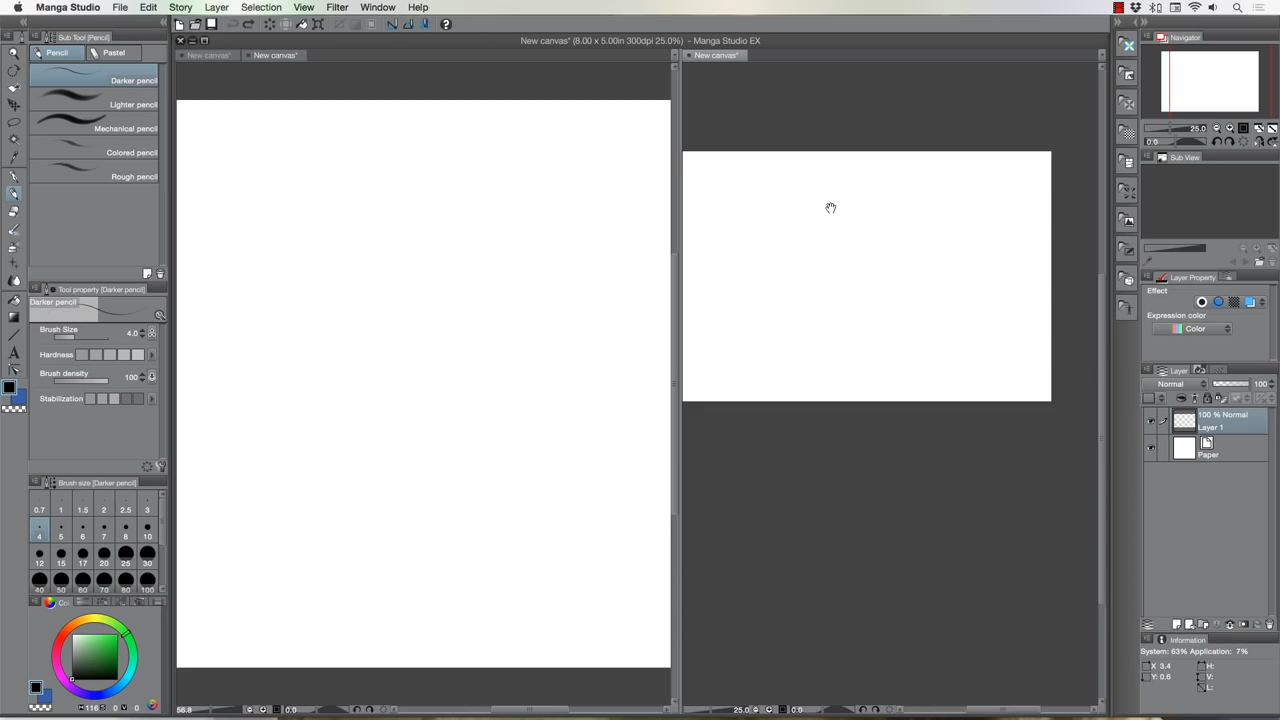 Manga Studio File Edit Story Layer Selection View Filter Window Help
Sub Tool [Pencil]
Pencil Pastel
Darker pencil
Lighter pencil
Mechanical pencil
Colored pencil
Rough pencil
Tool property [Darker pencil]
Darker pencil
Brush Size 4.0
Hardness
Brush density 100
Stabilization
Brush size [Darker pencil]
0.7 1 1.5 2 2.5 3
4 5 6 7 8 10
12 15 17 20 25 30
40 50 60 70 80 100
Col
H 116 S 0 V 0
New canvas* (8.00 x 5.00in 300dpi 25.0%) - Manga Studio EX
New canvas* New canvas* New canvas*
56.8 0.0 25.0 0.0
Navigator
25.0
0.0
Sub View
Layer Property
Effect
Expression color
Color
Layer
Normal 100
100 % Normal
Layer 1
Paper
Information
System: 63% Application: 7%
X 3.4 H:
Y: 0.6 V:
L: